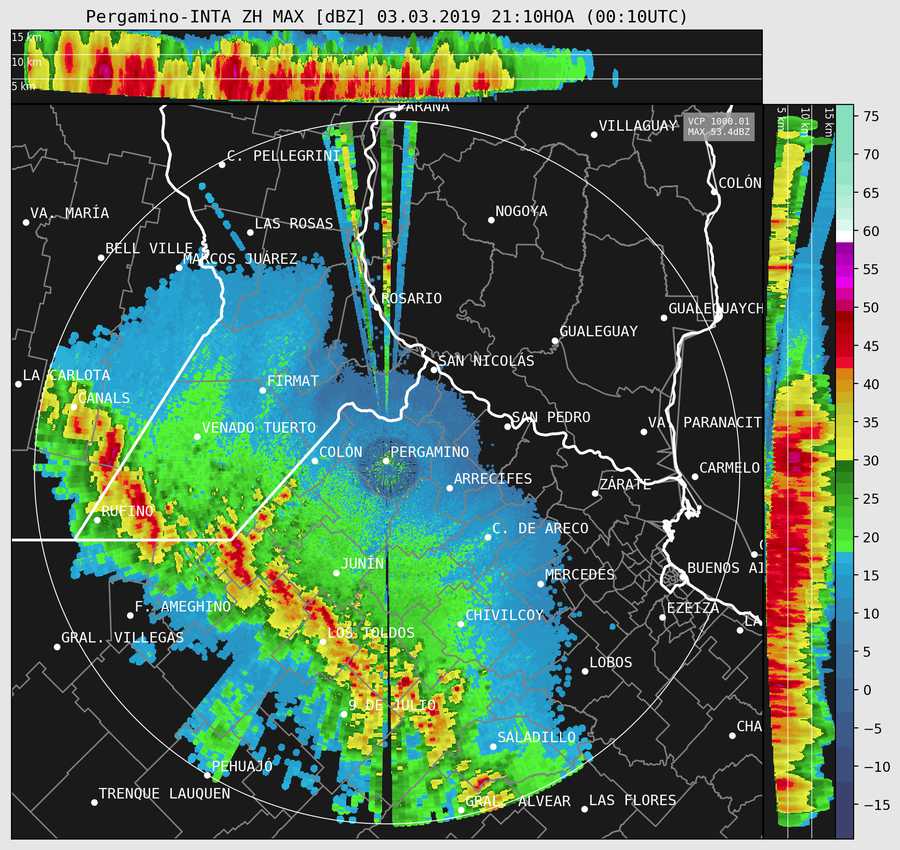 Pergamino-INTA ZH MAX [dBZ] 03.03.2019 21:10HOA (00:10UTC)
15 km
10 km
5 km
PARANÁ
5 km
10 km
15 km
VCP 1000.01
MAX 53.4dBZ
VILLAGUAY
C. PELLEGRINI
COLÓN
VA. MARÍA
LAS ROSAS
NOGOYA
BELL VILLE
MARCOS JUÁREZ
ROSARIO
GUALEGUAYCH
GUALEGUAY
SAN NICOLÁS
LA CARLOTA
FIRMAT
CANALS
SAN PEDRO
VENADO TUERTO
VA. PARANACIT
COLÓN
PERGAMINO
CARMELO
ARRECIFES
ZÁRATE
RUFINO
C. DE ARECO
JUNÍN
MERCEDES
BUENOS AI
F. AMEGHINO
EZEIZA
CHIVILCOY
LA
GRAL. VILLEGAS
LOS TOLDOS
LOBOS
9 DE JULIO
CHA
SALADILLO
PEHUAJÓ
TRENQUE LAUQUEN
GRAL. ALVEAR
LAS FLORES
75
70
65
60
55
50
45
40
35
30
25
20
15
10
5
0
−5
−10
−15